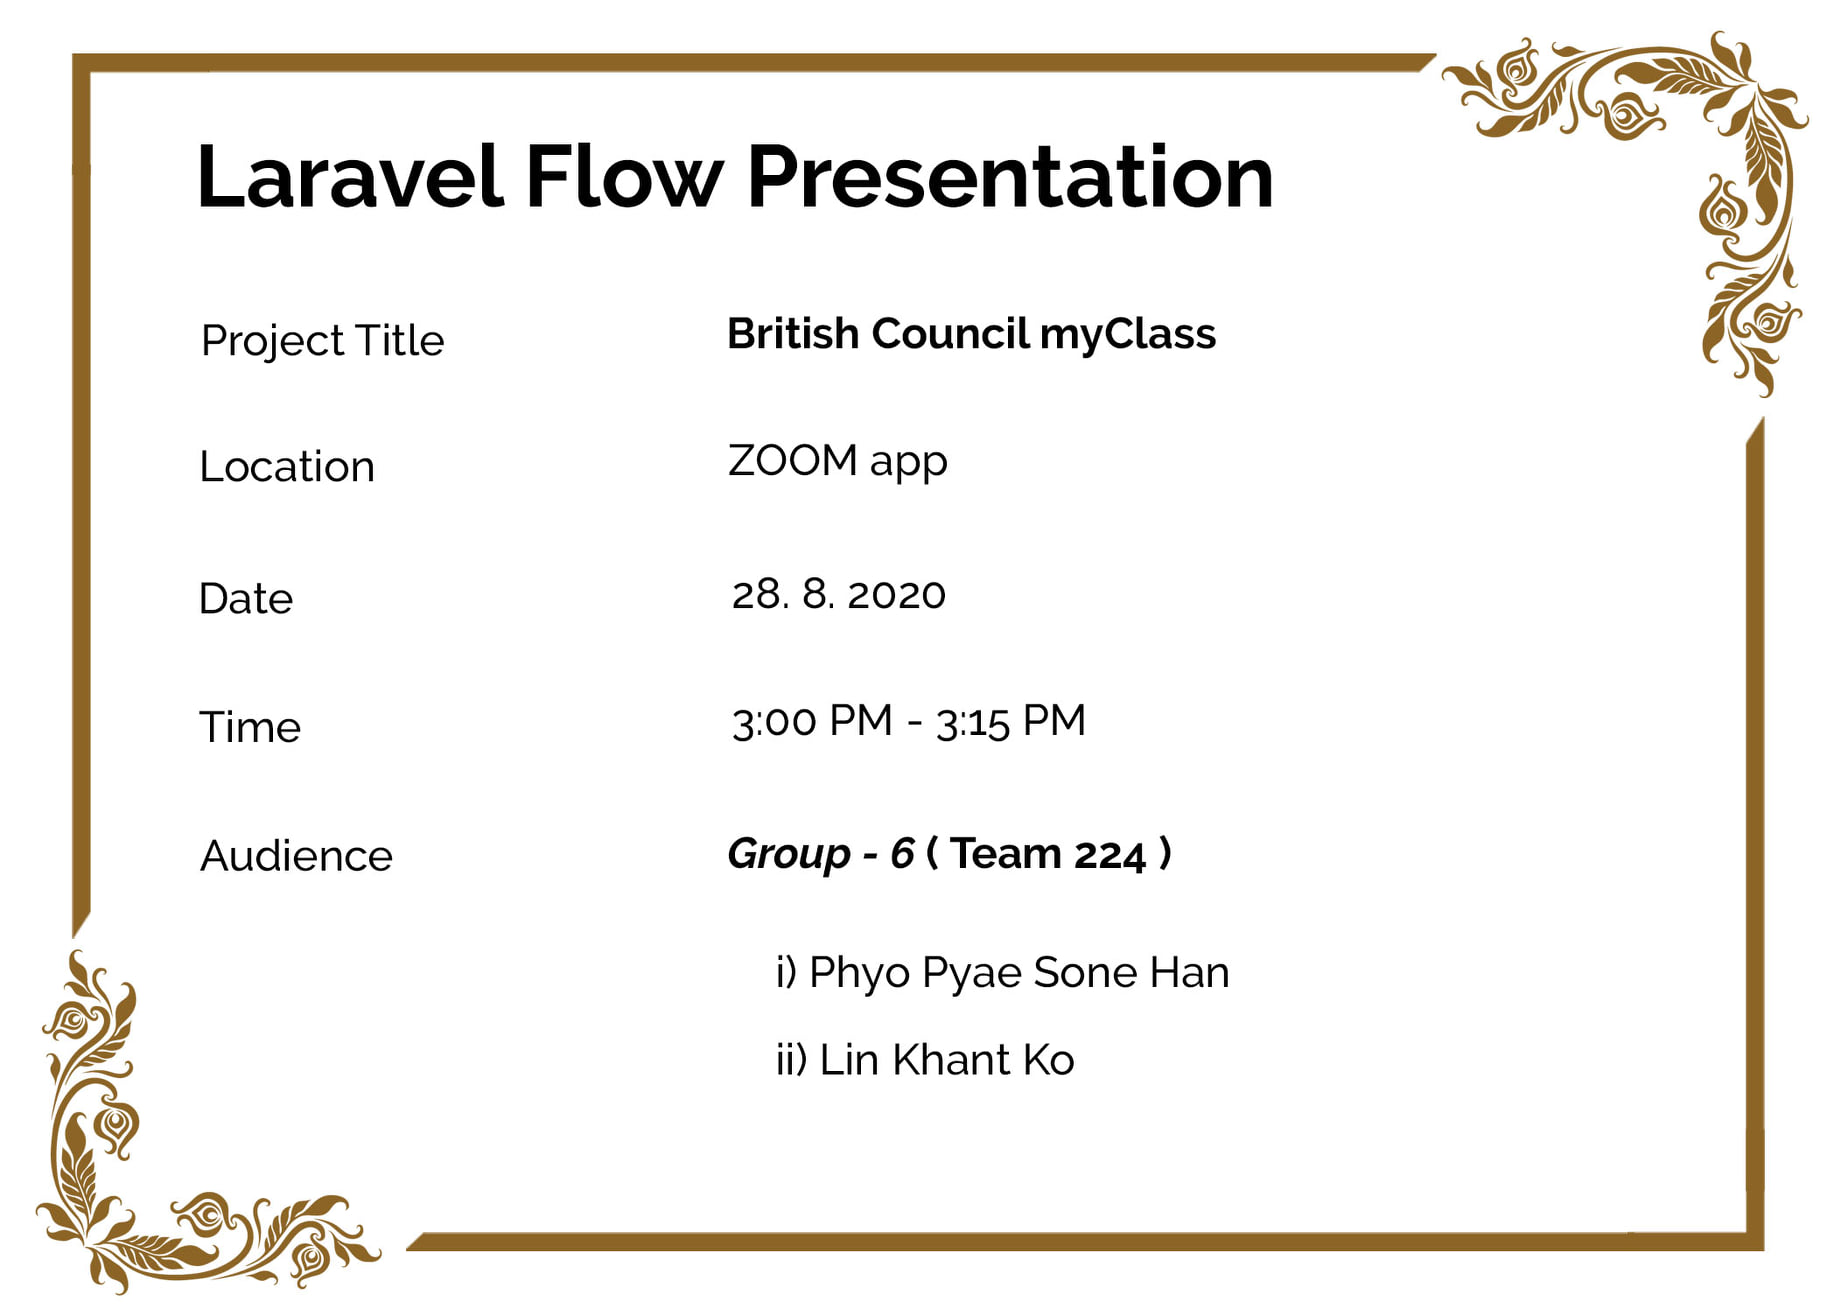 Laravel Flow Presentation
Project Title British Council myClass
Location ZOOM app
Date 28. 8. 2020
Time 3:00 PM - 3:15 PM
Audience Group - 6 ( Team 224 )
i) Phyo Pyae Sone Han
ii) Lin Khant Ko